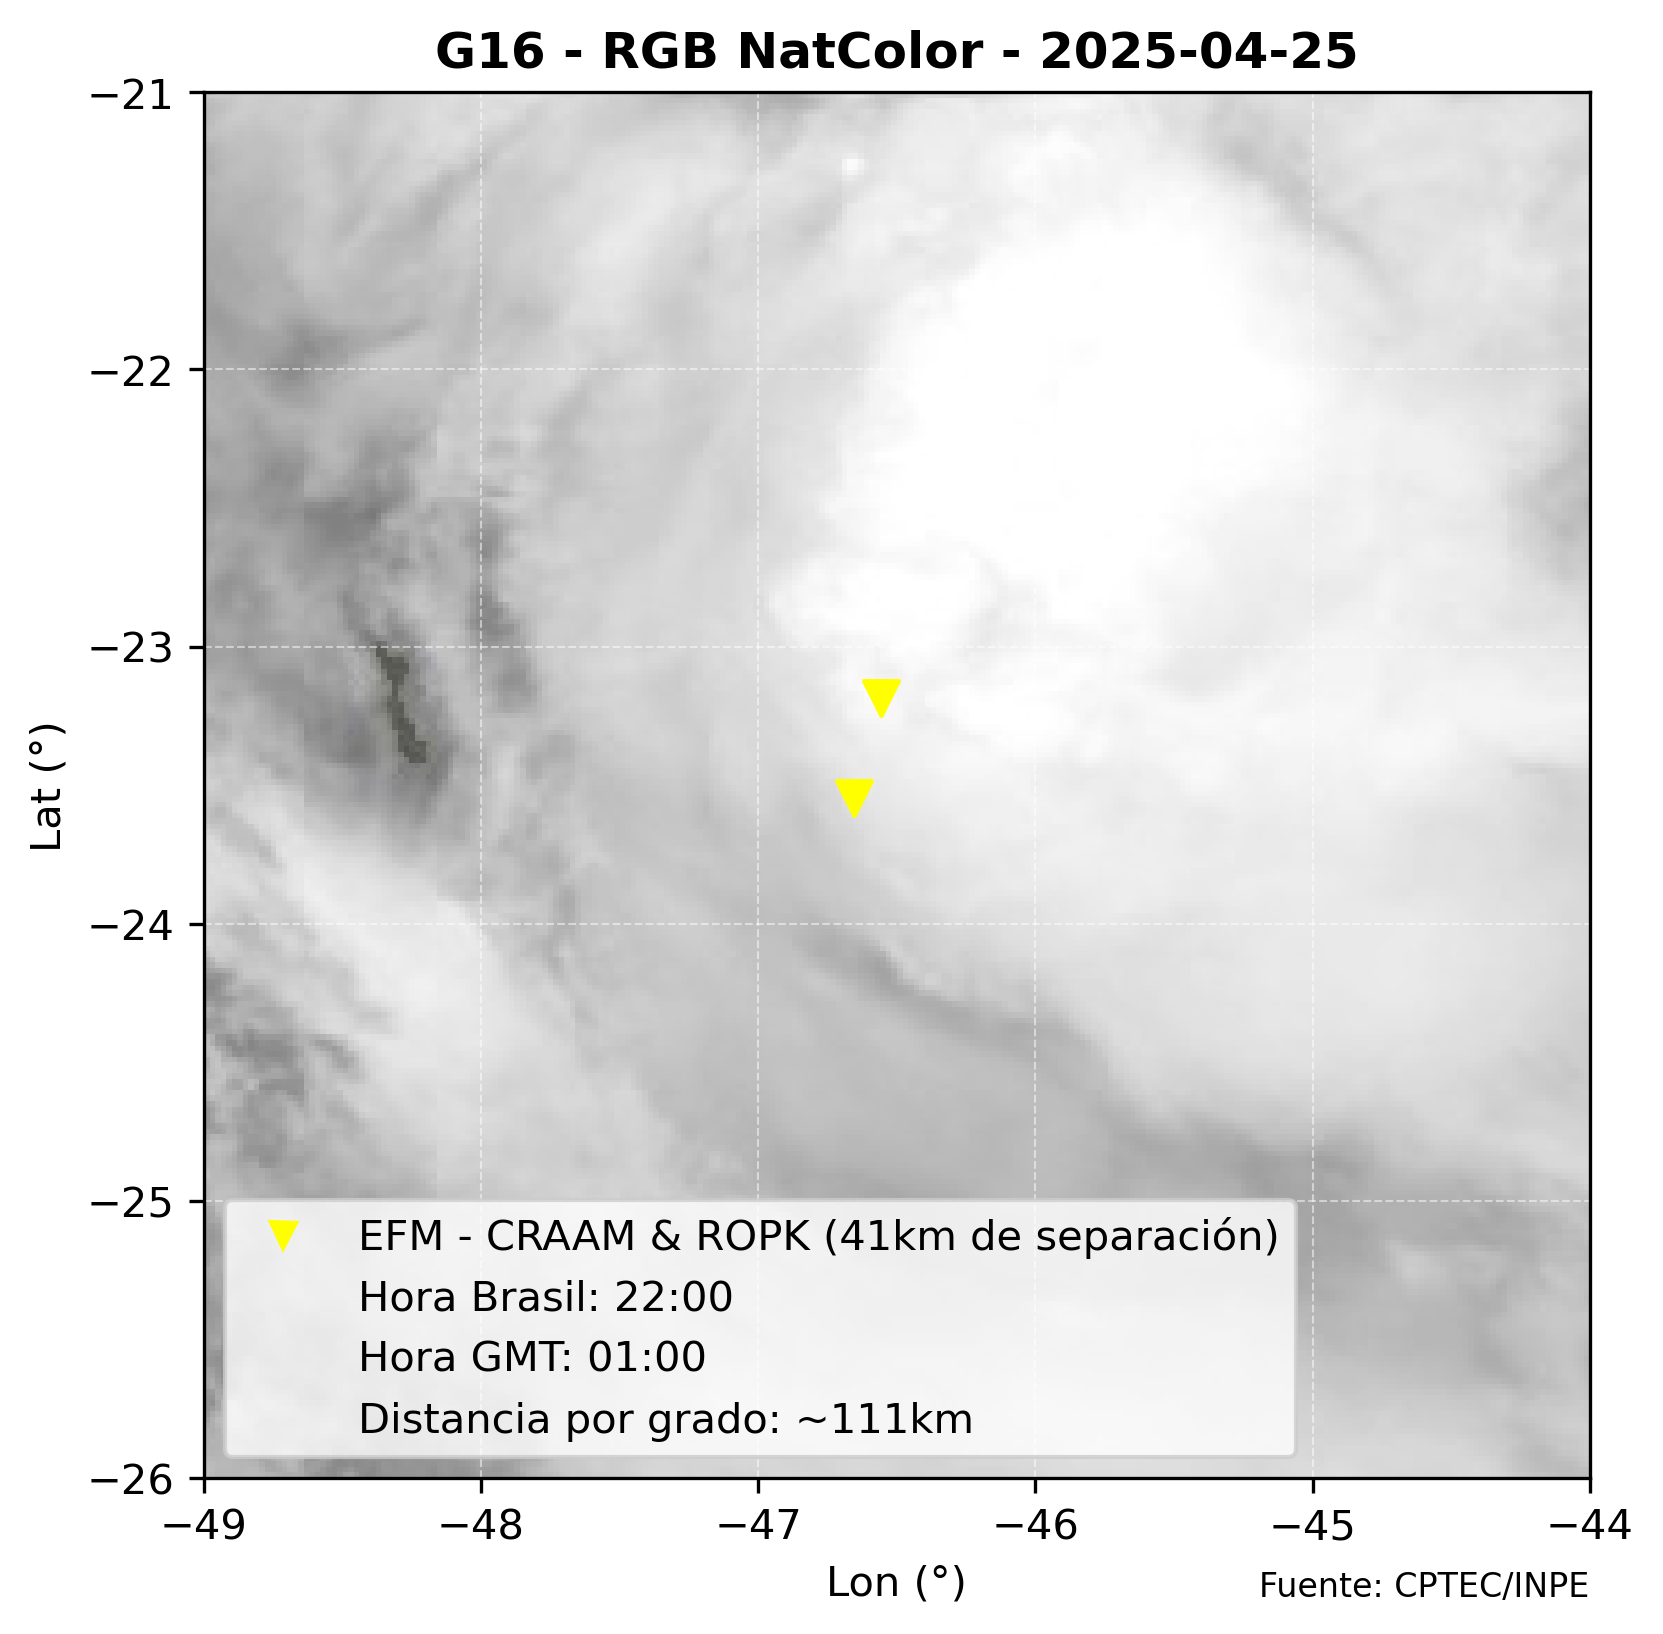 G16 - RGB NatColor - 2025-04-25
−21
−22
−23
−24
−25
−26
Lat (°)
EFM - CRAAM & ROPK (41km de separación)
Hora Brasil: 22:00
Hora GMT: 01:00
Distancia por grado: ~111km
−49 −48 −47 −46 −45 −44
Lon (°)
Fuente: CPTEC/INPE